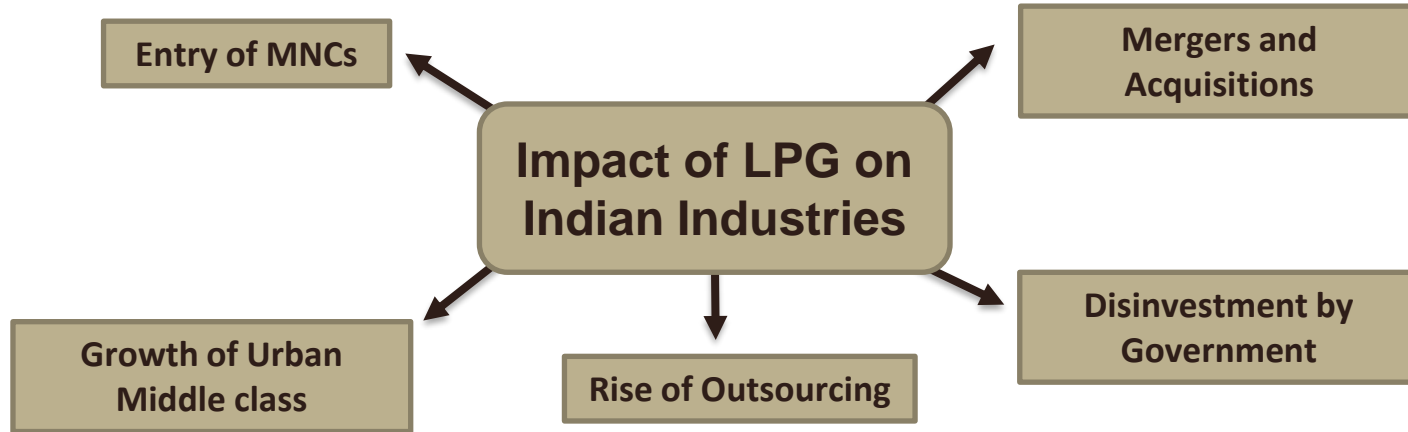 Entry of MNCs
Mergers and
Acquisitions
Impact of LPG on
Indian Industries
Growth of Urban
Middle class
Rise of Outsourcing
Disinvestment by
Government